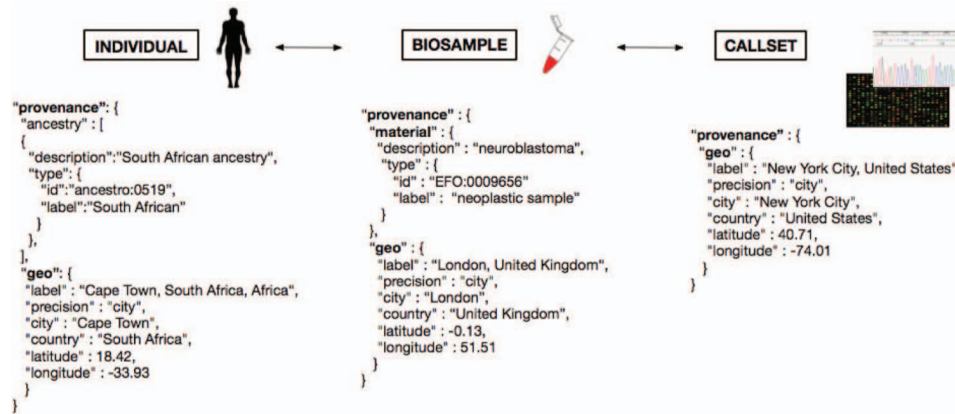 INDIVIDUAL
"provenance": {
"ancestry" : [
{
"description":"South African ancestry",
"type": {
"id":"ancestro:0519",
"label":"South African"
}
},
],
"geo": {
"label" : "Cape Town, South Africa, Africa",
"precision" : "city",
"city" : "Cape Town",
"country" : "South Africa",
"latitude" : 18.42,
"longitude" : -33.93
}
}
BIOSAMPLE
"provenance" : {
"material" : {
"description" : "neuroblastoma",
"type" : {
"id" : "EFO:0009656"
"label" : "neoplastic sample"
}
},
"geo" : {
"label" : "London, United Kingdom",
"precision" : "city",
"city" : "London",
"country" : "United Kingdom",
"latitude" : -0.13,
"longitude" : 51.51
}
}
CALLSET
"provenance" : {
"geo" : {
"label" : "New York City, United States"
"precision" : "city",
"city" : "New York City",
"country" : "United States",
"latitude" : 40.71,
"longitude" : -74.01
}
}